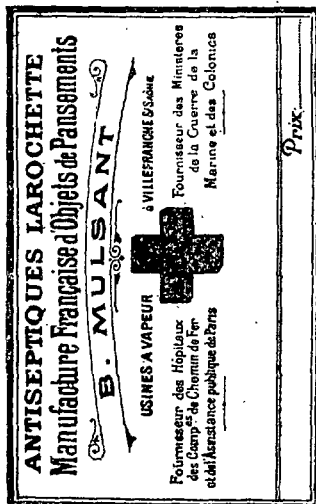 ANTISEPTIQUES LAROCHETTE
Manufacture Française d'Objets de Pansements
B. MULSANT
USINES A VAPEUR à VILLEFRANCHE S/SAÔNE
Fournisseur des Hôpitaux
des Compies de Chemin de Fer
et de l'Assistance publique de Paris
Fournisseur des Ministères
de la Guerre de la
Marine et des Colonies
Prix: